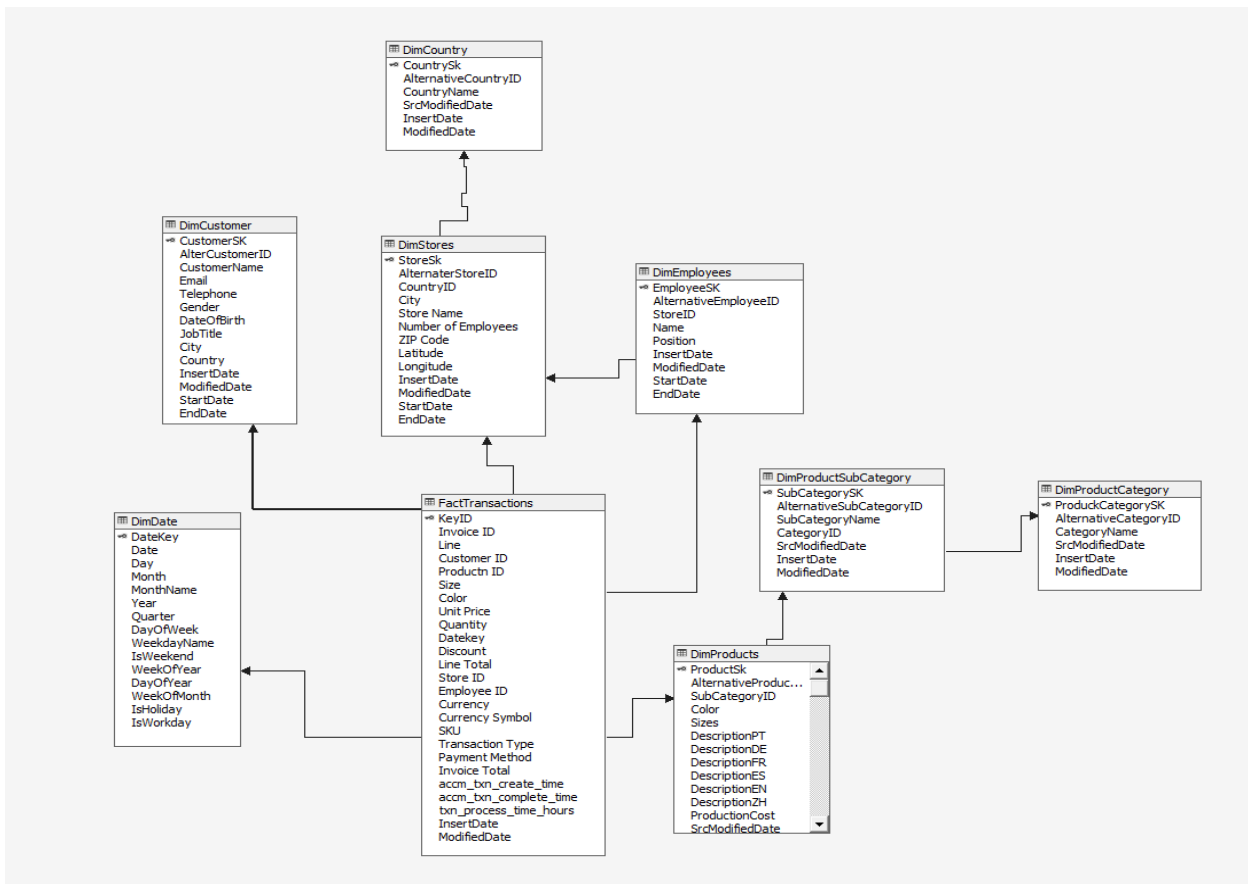 DimCountry
CountrySk
AlternativeCountryID
CountryName
SrcModifiedDate
InsertDate
ModifiedDate
DimCustomer
CustomerSK
AlterCustomerID
CustomerName
Email
Telephone
Gender
DateOfBirth
JobTitle
City
Country
InsertDate
ModifiedDate
StartDate
EndDate
DimStores
StoreSk
AlternaterStoreID
CountryID
City
Store Name
Number of Employees
ZIP Code
Latitude
Longitude
InsertDate
ModifiedDate
StartDate
EndDate
DimEmployees
EmployeeSK
AlternativeEmployeeID
StoreID
Name
Position
InsertDate
ModifiedDate
StartDate
EndDate
DimProductSubCategory
SubCategorySK
AlternativeSubCategoryID
SubCategoryName
CategoryID
SrcModifiedDate
InsertDate
ModifiedDate
DimProductCategory
ProduckCategorySK
AlternativeCategoryID
CategoryName
SrcModifiedDate
InsertDate
ModifiedDate
DimDate
DateKey
Date
Day
Month
MonthName
Year
Quarter
DayOfWeek
WeekdayName
IsWeekend
WeekOfYear
DayOfYear
WeekOfMonth
IsHoliday
IsWorkday
FactTransactions
KeyID
Invoice ID
Line
Customer ID
Productn ID
Size
Color
Unit Price
Quantity
Datekey
Discount
Line Total
Store ID
Employee ID
Currency
Currency Symbol
SKU
Transaction Type
Payment Method
Invoice Total
accm_txn_create_time
accm_txn_complete_time
txn_process_time_hours
InsertDate
ModifiedDate
DimProducts
ProductSk
AlternativeProduc...
SubCategoryID
Color
Sizes
DescriptionPT
DescriptionDE
DescriptionFR
DescriptionES
DescriptionEN
DescriptionZH
ProductionCost
SrcModifiedDate